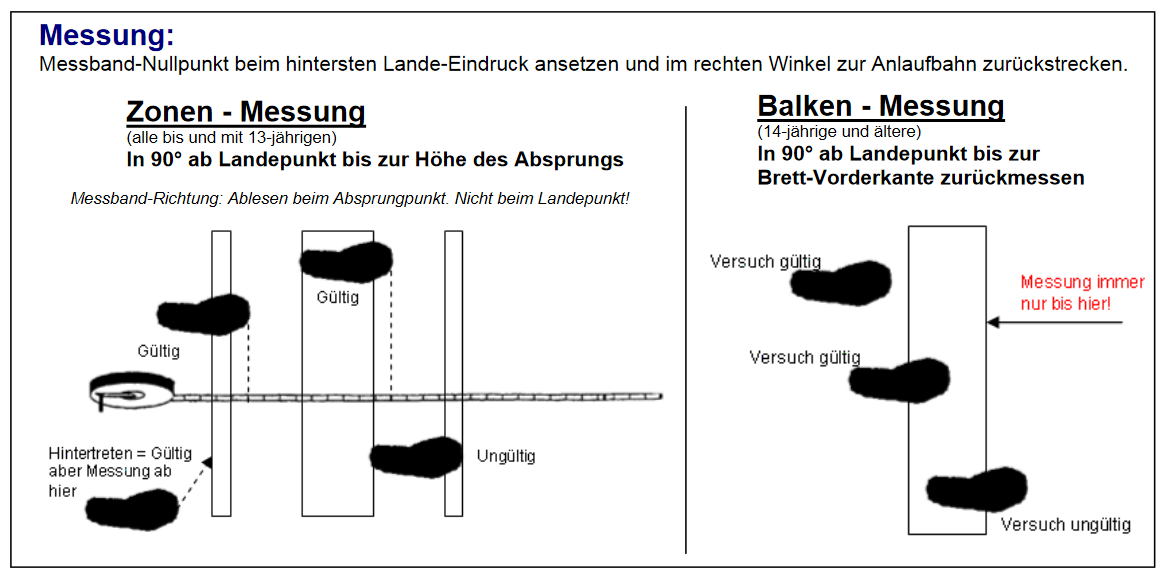 Messung:
Messband-Nullpunkt beim hintersten Lande-Eindruck ansetzen und im rechten Winkel zur Anlaufbahn zurückstrecken.
Zonen - Messung
(alle bis und mit 13-jährigen)
In 90° ab Landepunkt bis zur Höhe des Absprungs
Messband-Richtung: Ablesen beim Absprungpunkt. Nicht beim Landepunkt!
Gültig
Gültig
Hintertreten = Gültig
aber Messung ab
hier
Ungültig
Balken - Messung
(14-jährige und ältere)
In 90° ab Landepunkt bis zur
Brett-Vorderkante zurückmessen
Versuch gültig
Messung immer
nur bis hier!
Versuch gültig
Versuch ungültig